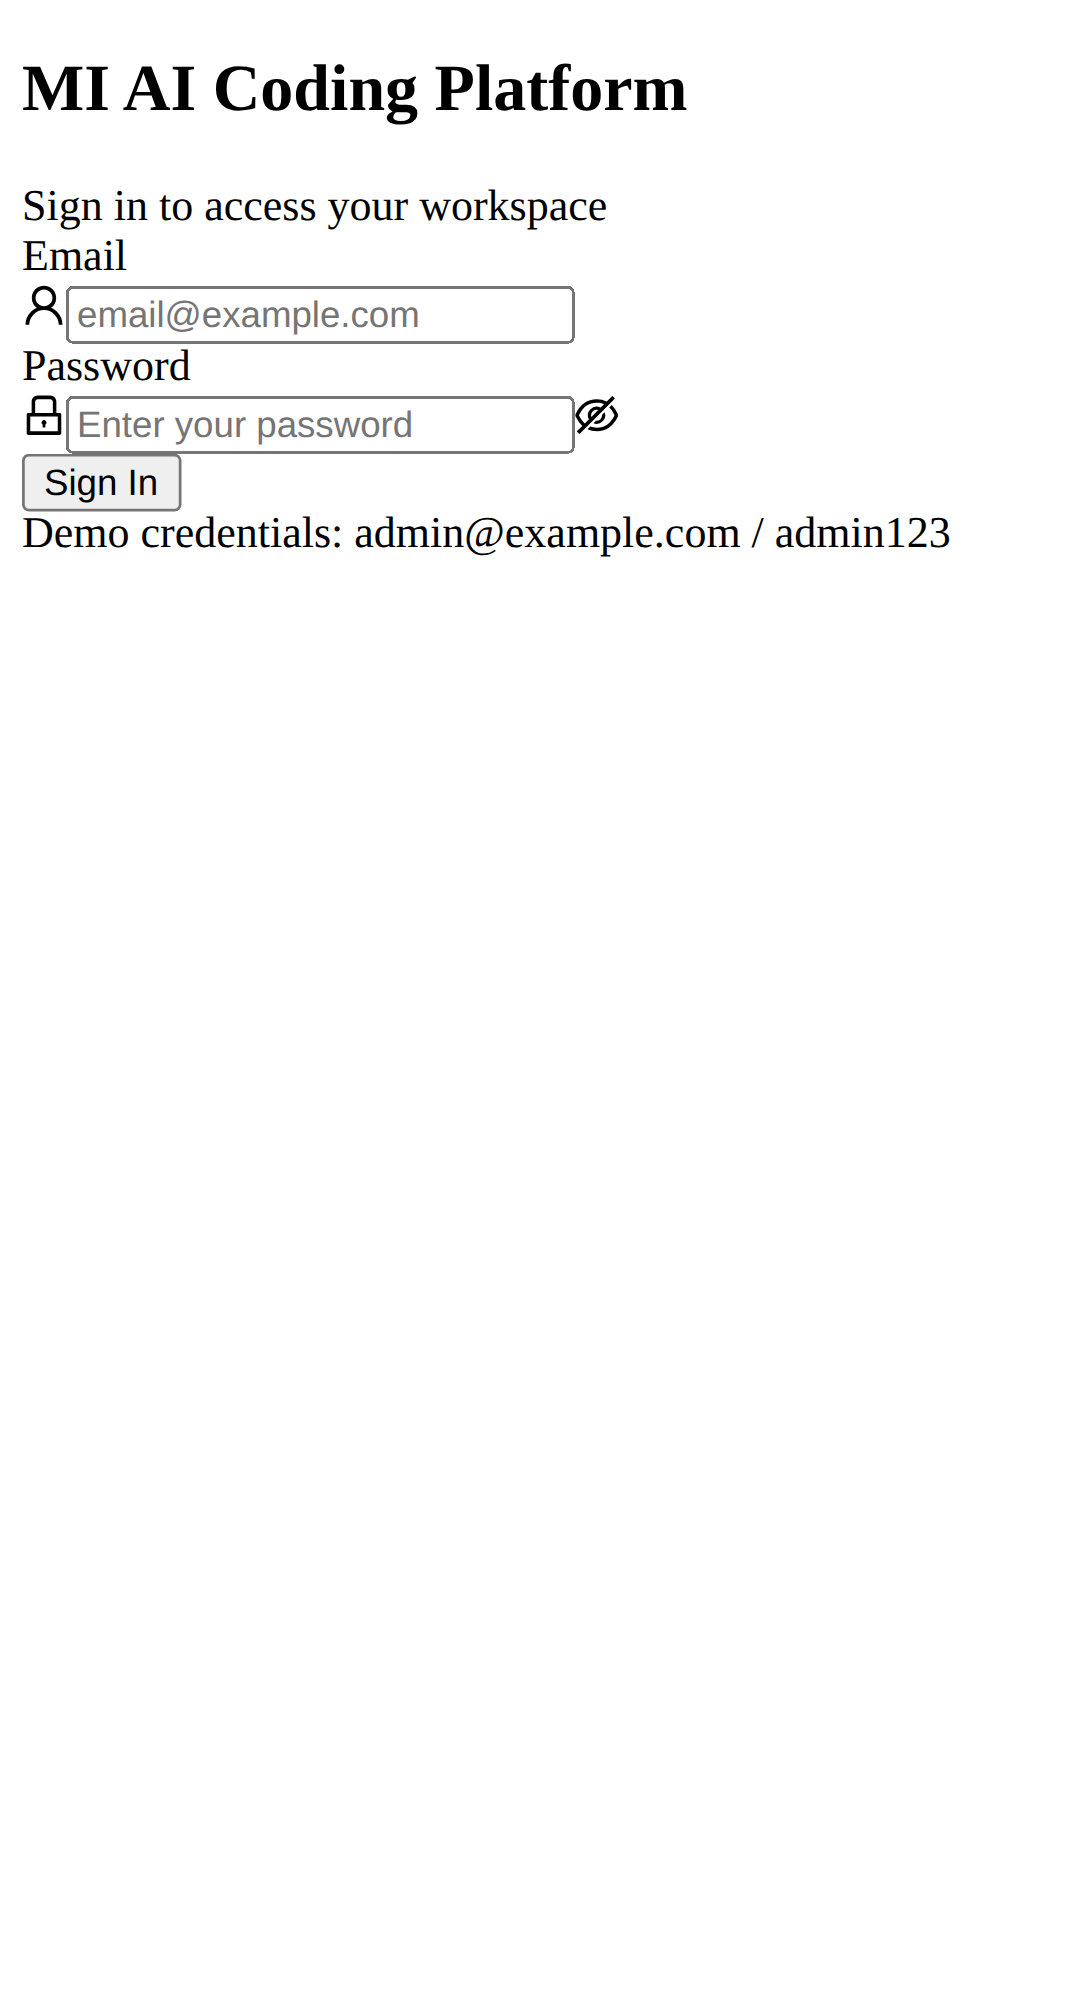 MI AI Coding Platform
Sign in to access your workspace
Email
email@example.com
Password
Enter your password
Sign In
Demo credentials: admin@example.com / admin123